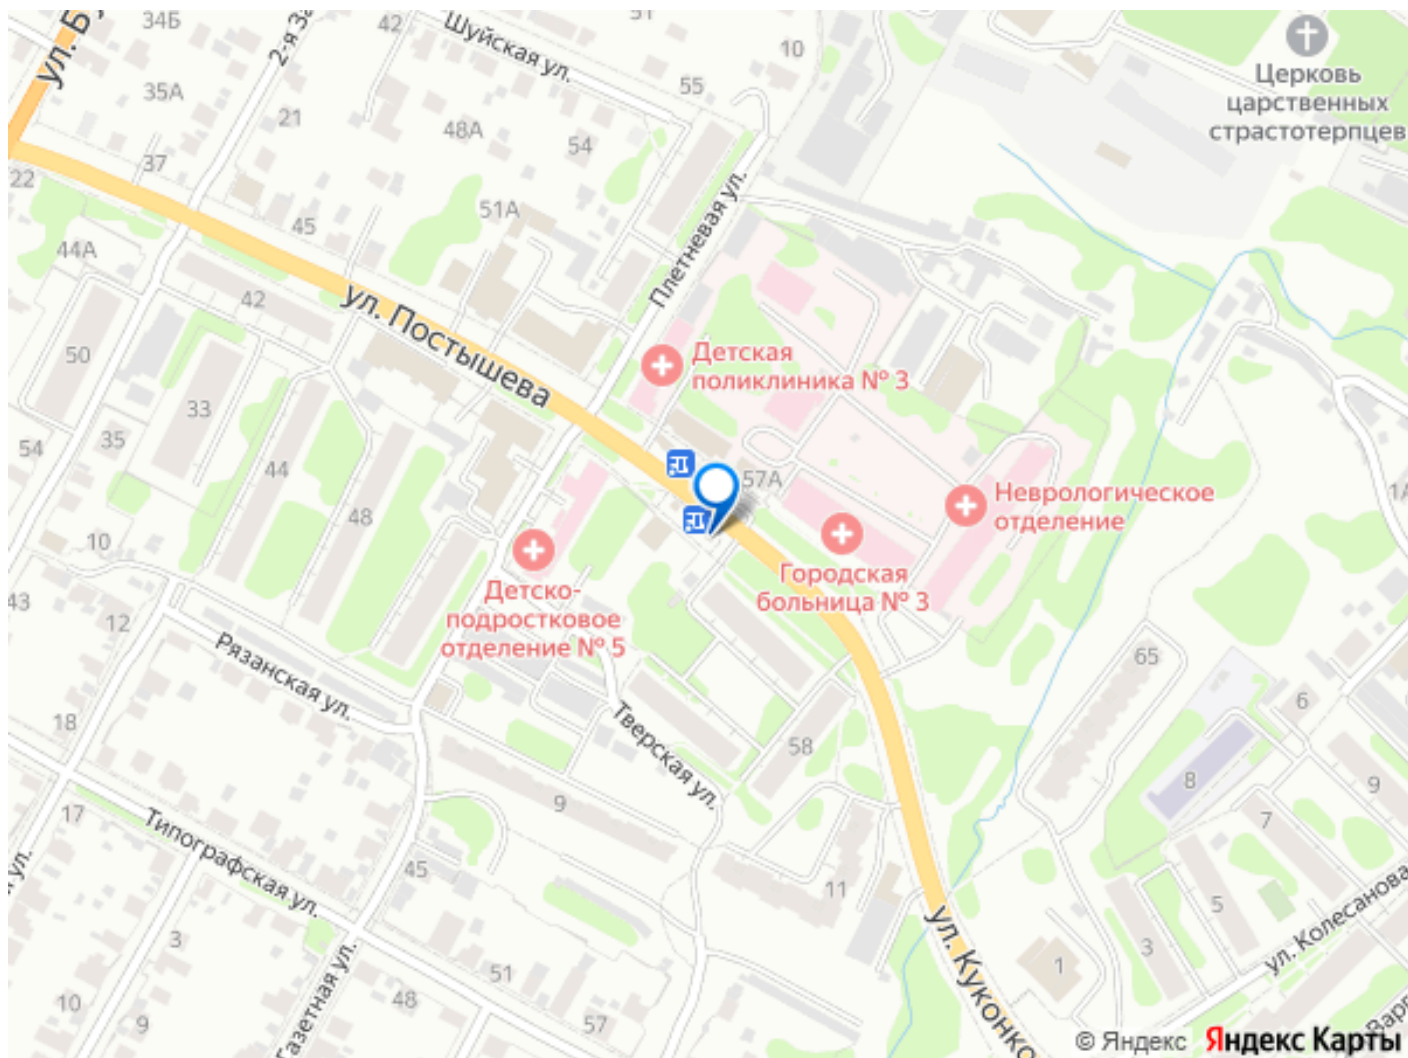 34Б
42
51
10
ул. Б
2-я За
Шуйская ул.
Церковь
царственных
страстотерпцев
35А
21
48А
54
55
37
22
45
51А
44А
Плетневая ул.
42
ул. Постышева
50
Детская
поликлиника № 3
33
54
35
44
48
57А
Неврологическое
отделение
1А
10
43
12
Городская
больница № 3
Детско-
подростковое
отделение № 5
Рязанская ул.
65
18
6
Тверская ул.
58
8
9
9
17
7
Типографская ул.
45
11
5
ул. Колесанова
ул.
3
3
ул. Куконко
51
1
10
9
48
57
Газетная ул.
Варг
© Яндекс Яндекс Карты